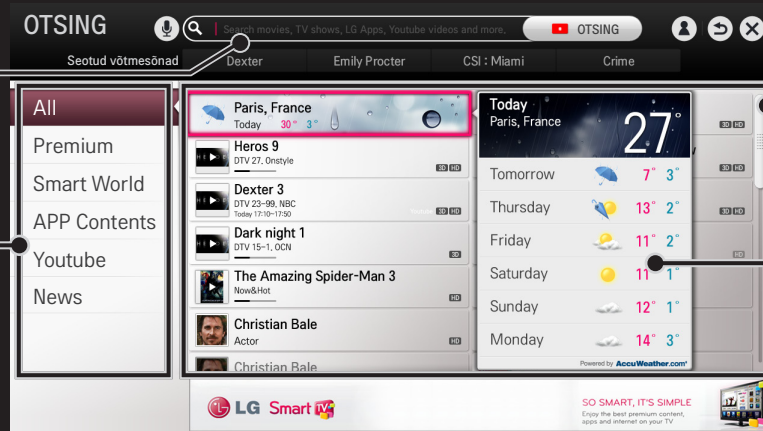 OTSING
Search movies, TV shows, LG Apps, Youtube videos and more.
OTSING
Seotud võtmesõnad
Dexter
Emily Procter
CSI : Miami
Crime
All
Premium
Smart World
APP Contents
Youtube
News
Paris, France
Today 30° 3°
Heros 9
DTV 27, Onstyle
3D HD
Dexter 3
DTV 23-99, NBC
Today 17:10~17:50
3D HD
Dark night 1
DTV 15-1, OCN
3D
The Amazing Spider-Man 3
Now&Hot
HD
Christian Bale
Actor
HD
Christian Bale
Today
Paris, France
27°
Tomorrow 7° 3°
Thursday 13° 2°
Friday 11° 2°
Saturday 11° 1°
Sunday 12° 1°
Monday 14° 3°
Powered by AccuWeather.com
3D HD
3D HD
3D HD
HD
LG Smart TV
SO SMART, IT'S SIMPLE
Enjoy the best premium content,
apps and internet on your TV